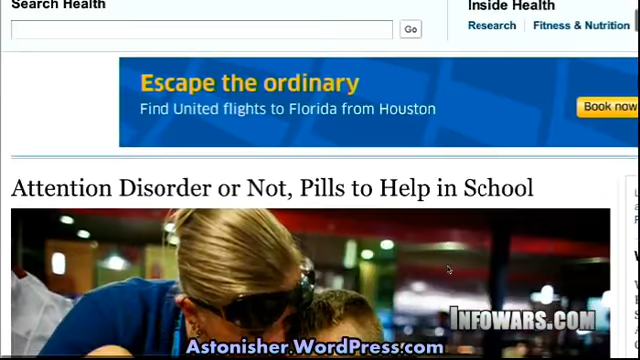 Search Health
Go
Inside Health
Research
Fitness & Nutrition
Escape the ordinary
Find United flights to Florida from Houston
Book now
Attention Disorder or Not, Pills to Help in School
INFOWARS.COM
Astonisher.WordPress.com